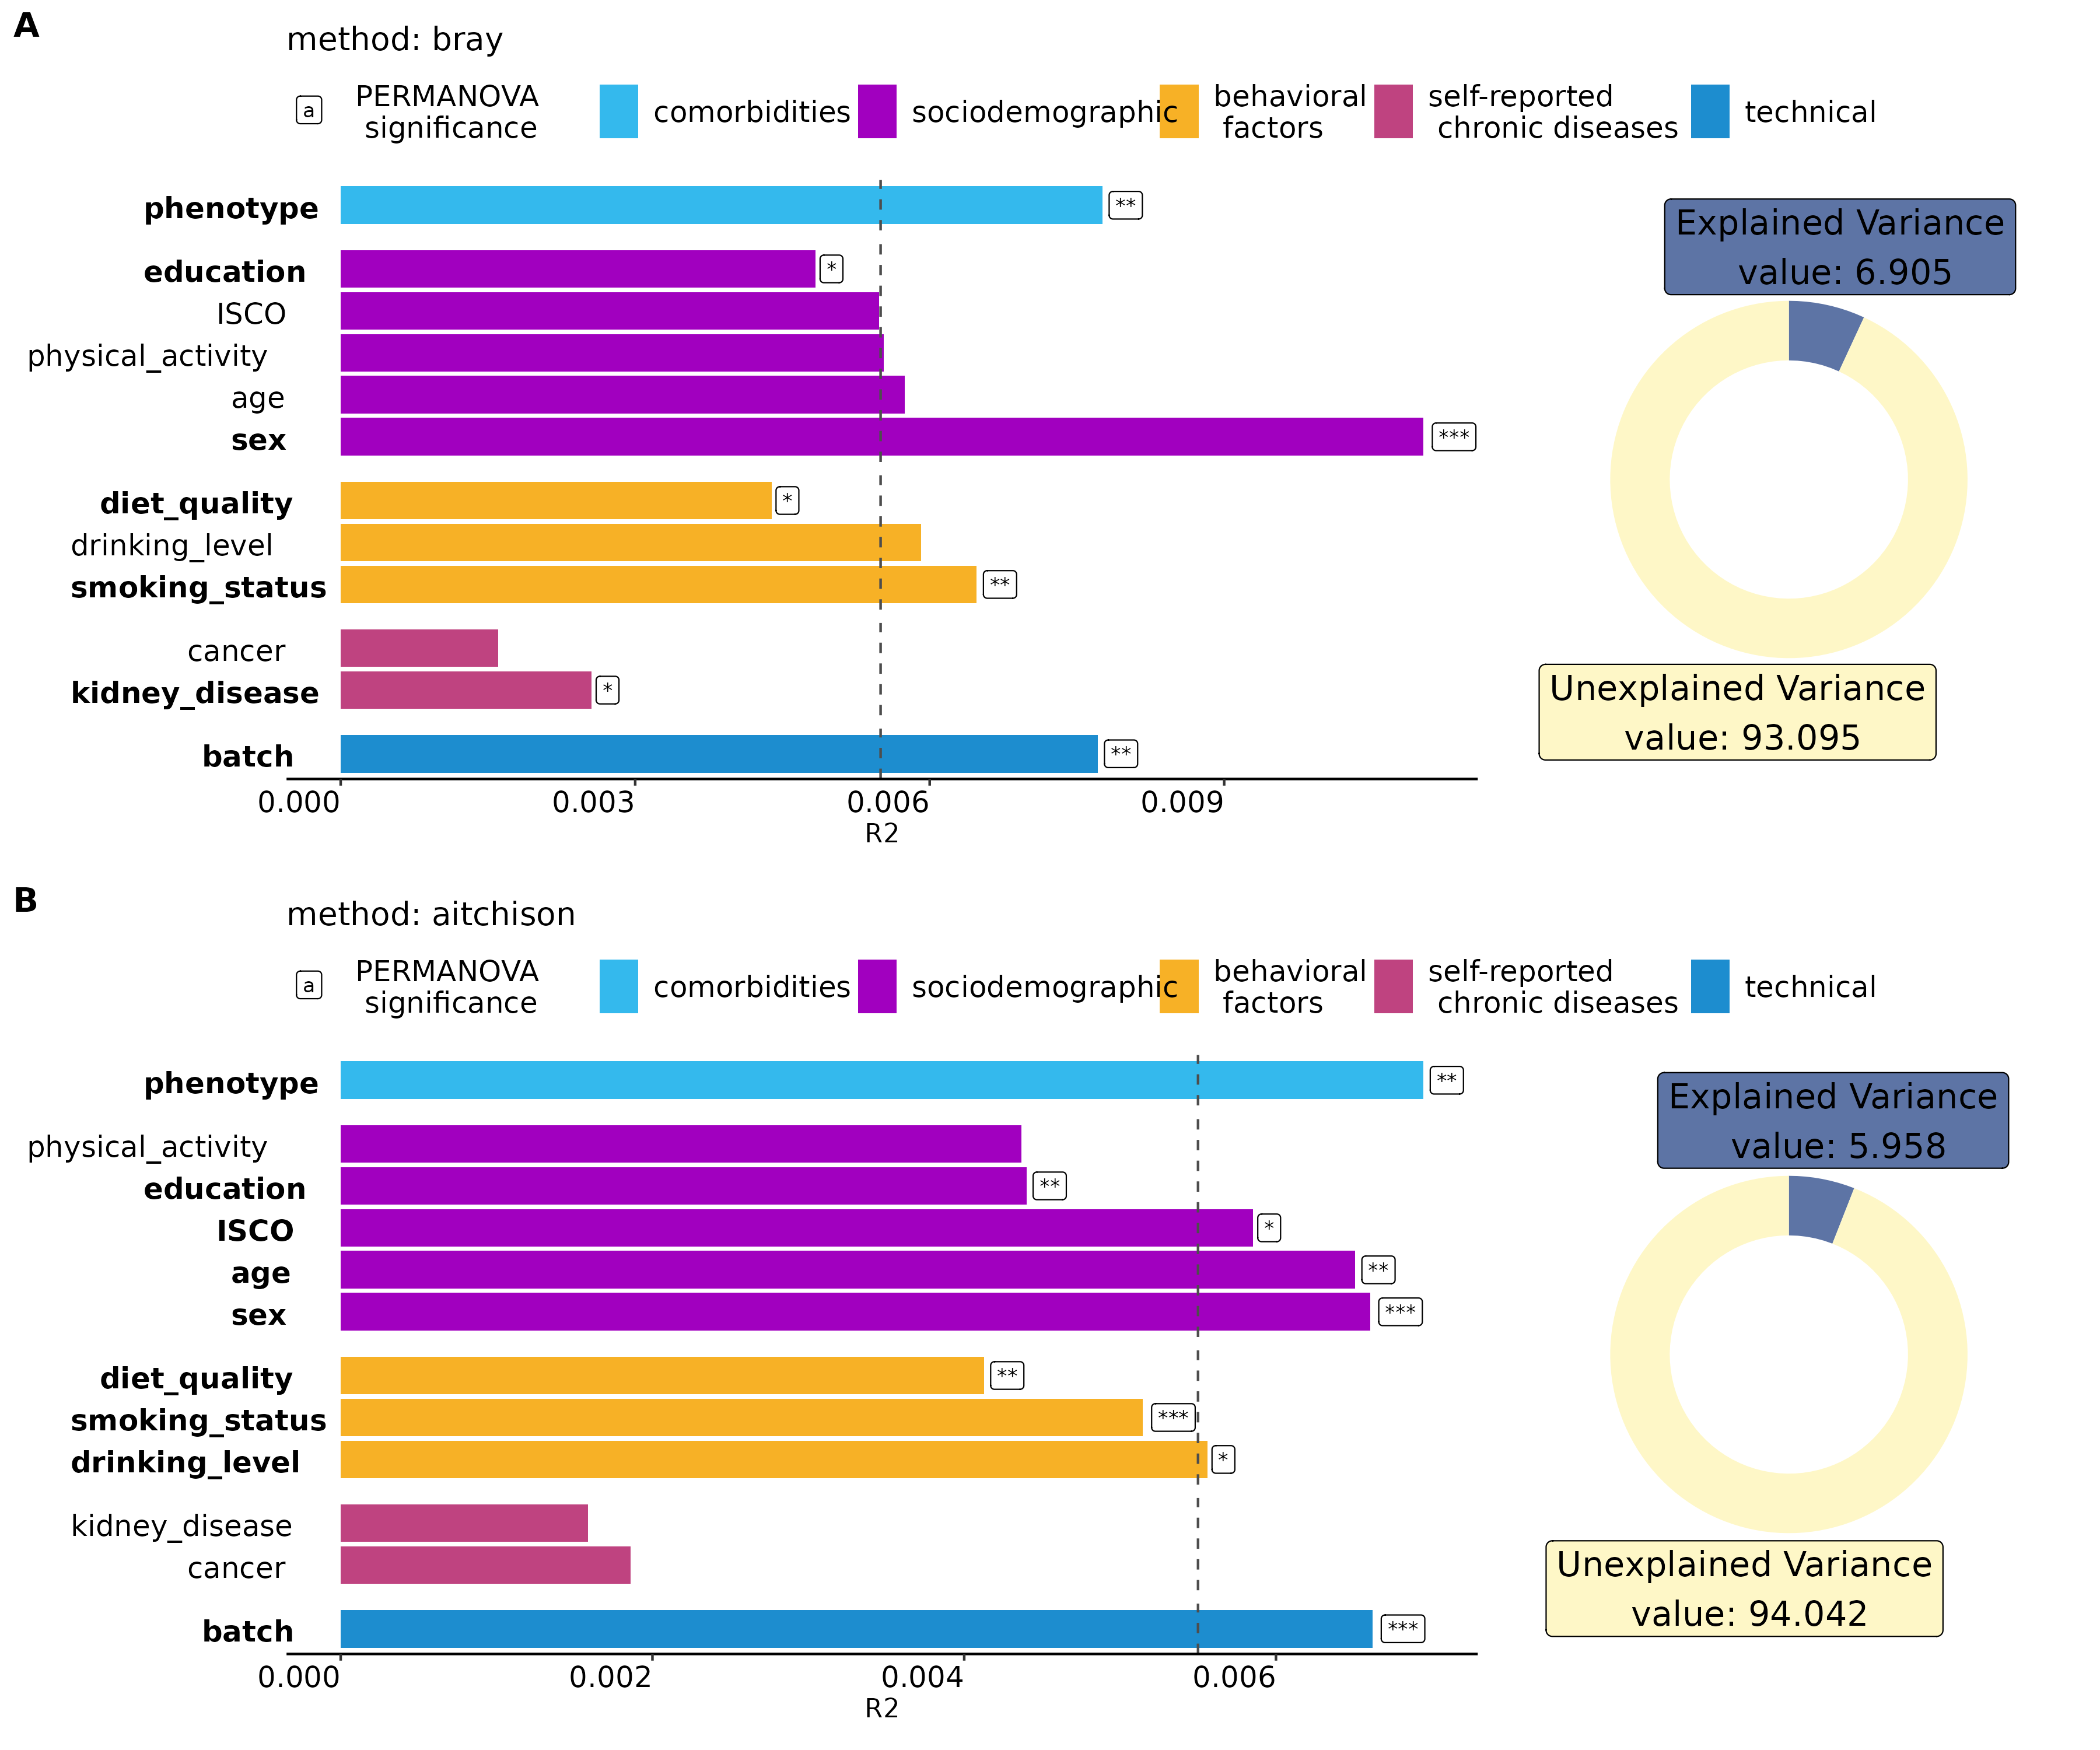 A
method: bray
a
PERMANOVA
significance
comorbidities
sociodemographic
behavioral
factors
self-reported
chronic diseases
technical
phenotype
**
education
*
ISCO
physical_activity
age
sex
***
diet_quality
*
drinking_level
smoking_status
**
cancer
kidney_disease
*
batch
**
0.000 0.003 0.006 0.009
R2
Explained Variance
value: 6.905
Unexplained Variance
value: 93.095
B
method: aitchison
a
PERMANOVA
significance
comorbidities
sociodemographic
behavioral
factors
self-reported
chronic diseases
technical
phenotype
**
physical_activity
education
**
ISCO
*
age
**
sex
***
diet_quality
**
smoking_status
***
drinking_level
*
kidney_disease
cancer
batch
***
0.000 0.002 0.004 0.006
R2
Explained Variance
value: 5.958
Unexplained Variance
value: 94.042